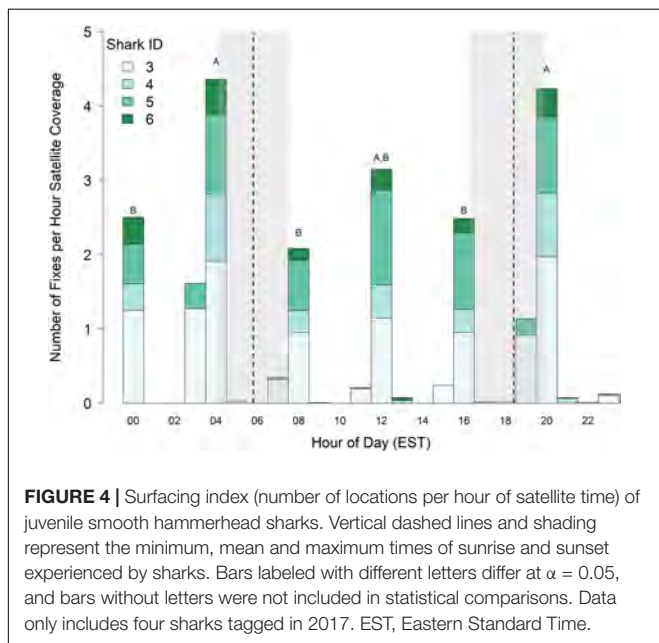 Shark ID
3
4
5
6
Number of Fixes per Hour Satellite Coverage
5
4
3
2
1
0
B
A
B
A,B
B
A
00 02 04 06 08 10 12 14 16 18 20 22
Hour of Day (EST)
FIGURE 4 | Surfacing index (number of locations per hour of satellite time) of
juvenile smooth hammerhead sharks. Vertical dashed lines and shading
represent the minimum, mean and maximum times of sunrise and sunset
experienced by sharks. Bars labeled with different letters differ at α = 0.05,
and bars without letters were not included in statistical comparisons. Data
only includes four sharks tagged in 2017. EST, Eastern Standard Time.